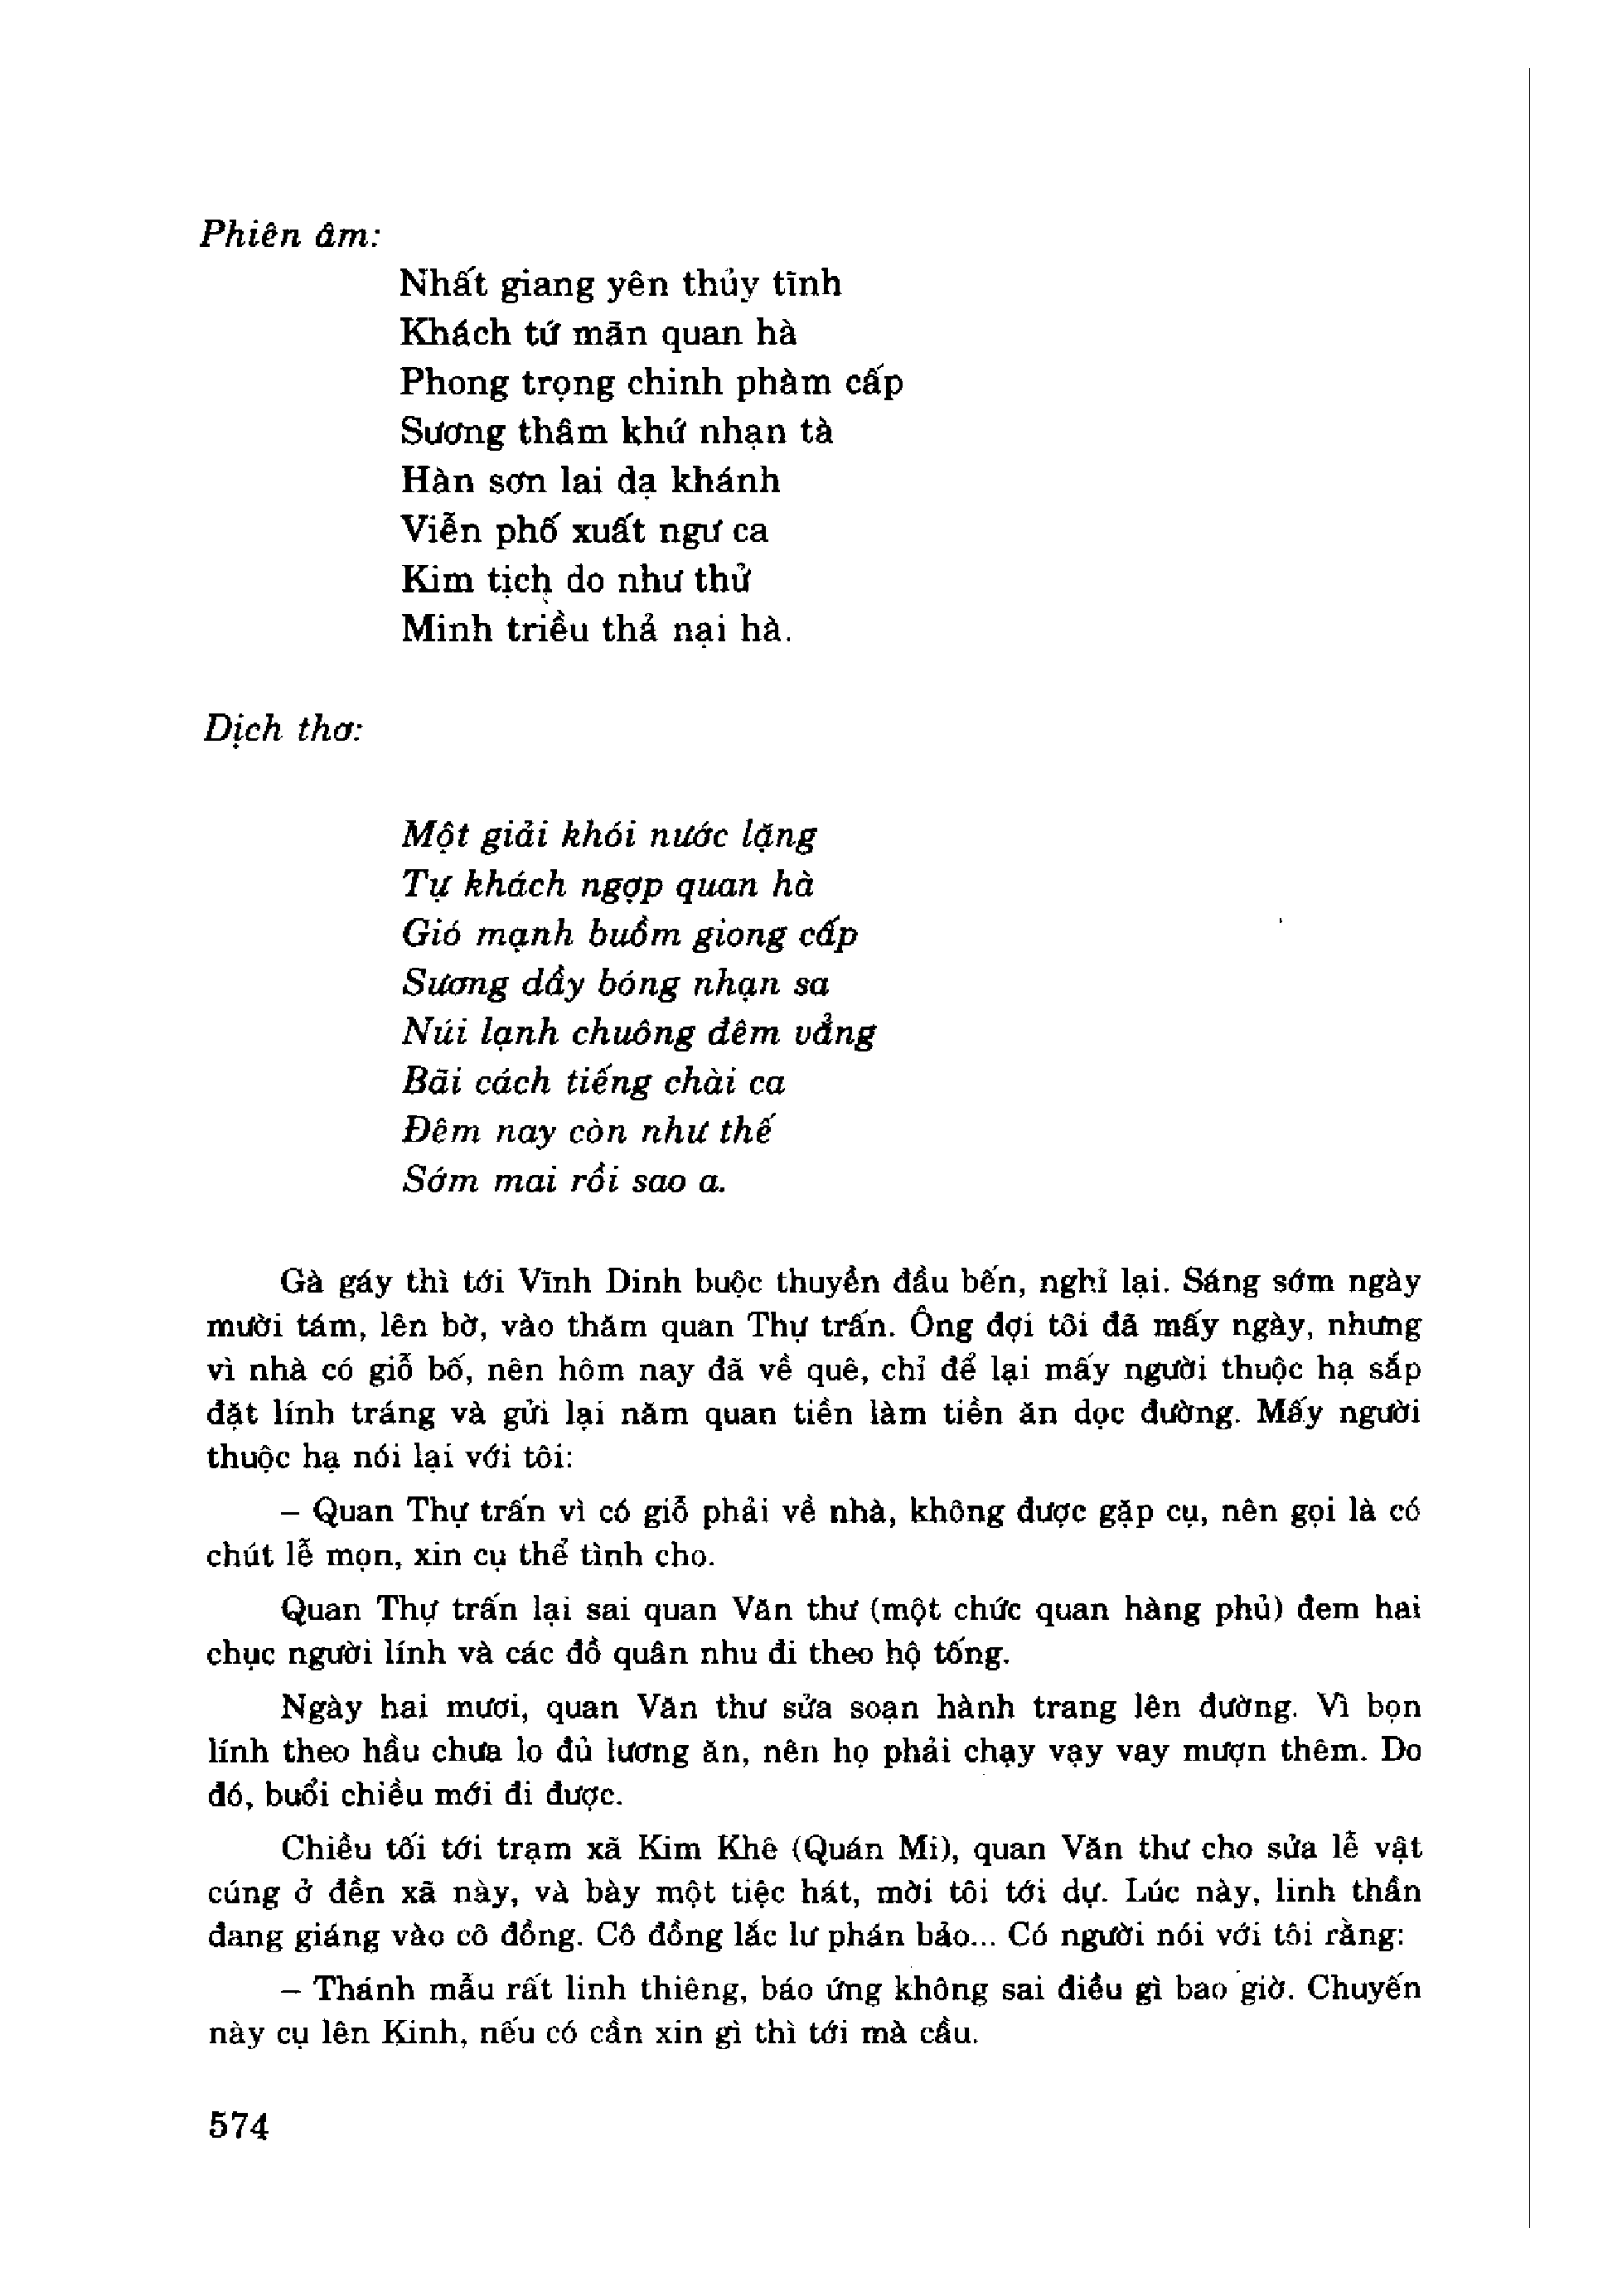 Phiên âm:
Nhất giang yên thủy tĩnh
Khách tứ mãn quan hà
Phong trọng chinh phàm cấp
Sương thâm khứ nhạn tà
Hàn sơn lai dạ khánh
Viễn phố xuất ngư ca
Kim tịch do như thử
Minh triều thả nại hà.
Dịch thơ:
Một giải khói nước lặng
Tự khách ngợp quan hà
Gió mạnh buồm giong cấp
Sương dầy bóng nhạn sa
Núi lạnh chuông đêm vẳng
Bãi cách tiếng chài ca
Đêm nay còn như thế
Sớm mai rồi sao a.
Gà gáy thì tới Vĩnh Dinh buộc thuyền đầu bến, nghỉ lại. Sáng sớm ngày
mười tám, lên bờ, vào thăm quan Thự trấn. Ông đợi tôi đã mấy ngày, nhưng
vì nhà có giỗ bố, nên hôm nay đã về quê, chỉ để lại mấy người thuộc hạ sắp
đặt lính tráng và gửi lại năm quan tiền làm tiền ăn dọc đường. Mấy người
thuộc hạ nói lại với tôi:
– Quan Thự trấn vì có giỗ phải về nhà, không được gặp cụ, nên gọi là có
chút lễ mọn, xin cụ thể tình cho.
Quan Thự trấn lại sai quan Văn thư (một chức quan hàng phủ) đem hai
chục người lính và các đồ quân nhu đi theo hộ tống.
Ngày hai mươi, quan Văn thư sửa soạn hành trang lên đường. Vì bọn
lính theo hầu chưa lo đủ lương ăn, nên họ phải chạy vạy vay mượn thêm. Do
đó, buổi chiều mới đi được.
Chiều tối tới trạm xã Kim Khê (Quán Mi), quan Văn thư cho sửa lễ vật
cúng ở đền xã này, và bày một tiệc hát, mời tôi tới dự. Lúc này, linh thần
đang giáng vào cô đồng. Cô đồng lắc lư phán bảo... Có người nói với tôi rằng:
– Thánh mẫu rất linh thiêng, báo ứng không sai điều gì bao giờ. Chuyến
này cụ lên Kinh, nếu có cần xin gì thì tới mà cầu.
574